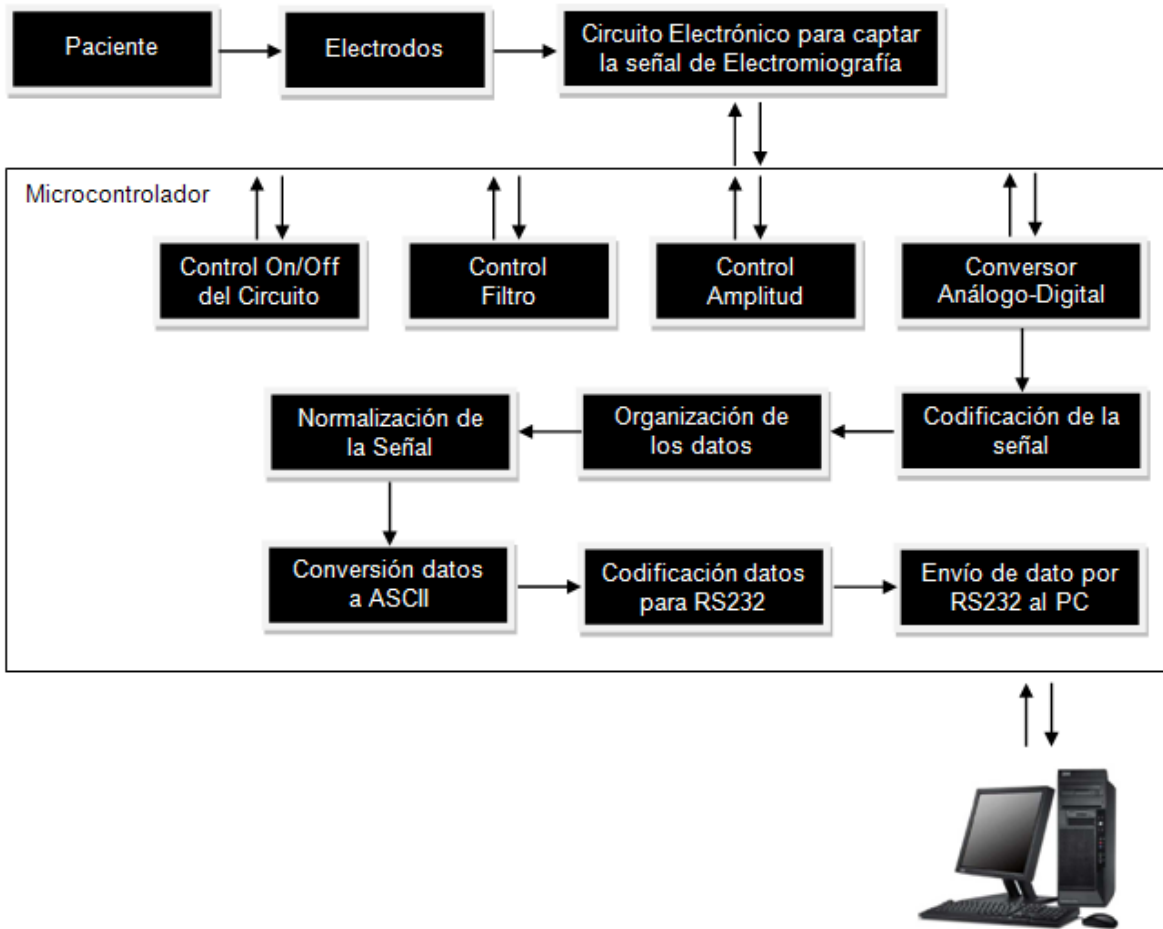 Paciente
Electrodos
Circuito Electrónico para captar
la señal de Electromiografía
Microcontrolador
Control On/Off
del Circuito
Control
Filtro
Control
Amplitud
Conversor
Análogo-Digital
Normalización de
la Señal
Organización de
los datos
Codificación de la
señal
Conversión datos
a ASCII
Codificación datos
para RS232
Envío de dato por
RS232 al PC